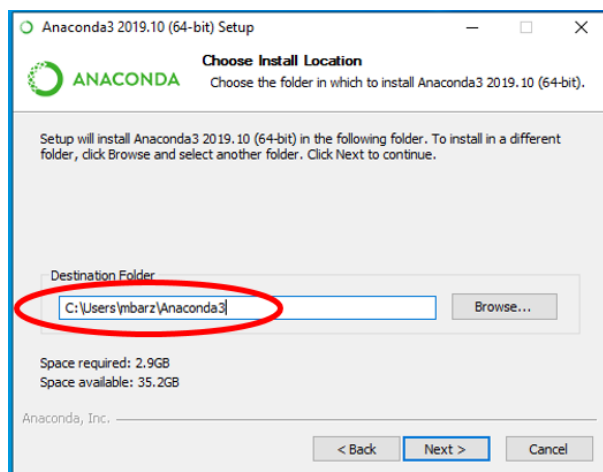 Anaconda3 2019.10 (64-bit) Setup
Choose Install Location
ANACONDA
Choose the folder in which to install Anaconda3 2019.10 (64-bit).
Setup will install Anaconda3 2019.10 (64-bit) in the following folder. To install in a different
folder, click Browse and select another folder. Click Next to continue.
Destination Folder
C:\Users\mbarz\Anaconda3
Browse...
Space required: 2.9GB
Space available: 35.2GB
Anaconda, Inc.
< Back
Next >
Cancel